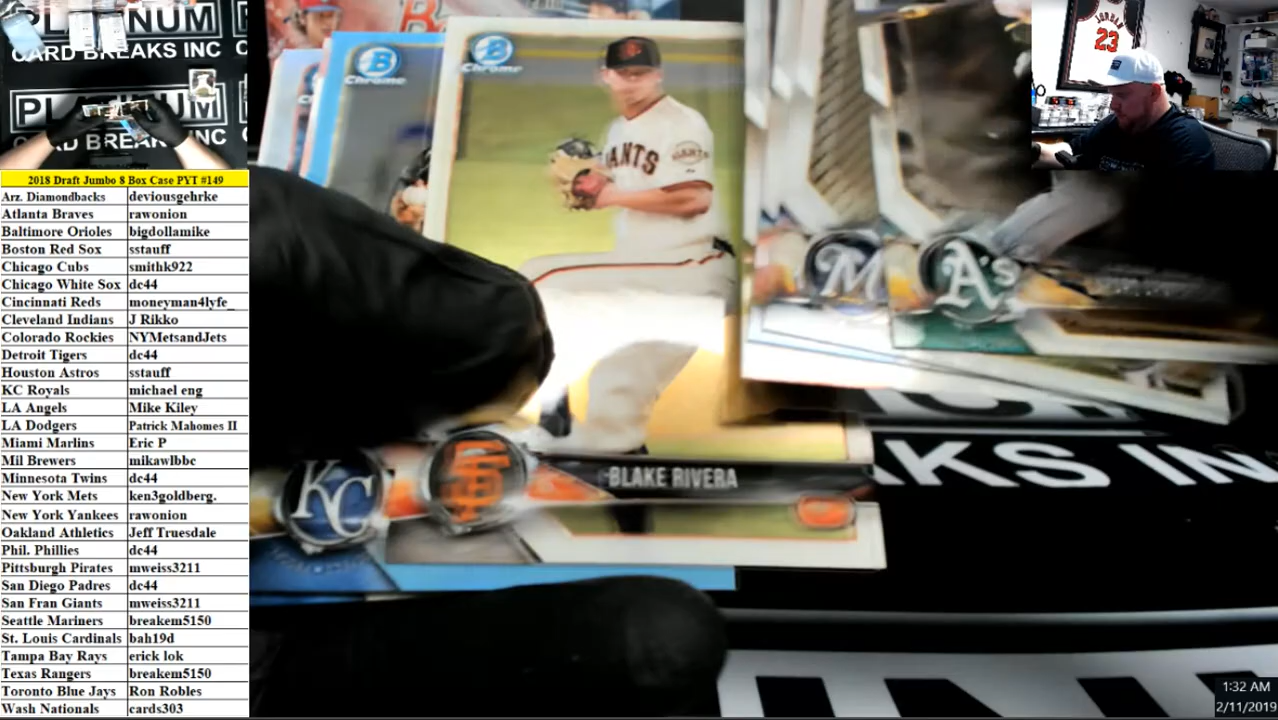 PLATINUM
CARD BREAKS INC
PLATINUM
CARD BREAKS INC
2018 Draft Jumbo 8 Box Case PYT #149
Arz. Diamondbacks deviousgehrke
Atlanta Braves rawonion
Baltimore Orioles bigdollamike
Boston Red Sox sstauff
Chicago Cubs smithk922
Chicago White Sox dc44
Cincinnati Reds moneyman4lyfe_
Cleveland Indians J Rikko
Colorado Rockies NYMetsandJets
Detroit Tigers dc44
Houston Astros sstauff
KC Royals michael eng
LA Angels Mike Kiley
LA Dodgers Patrick Mahomes II
Miami Marlins Eric P
Mil Brewers mikawlbbc
Minnesota Twins dc44
New York Mets ken3goldberg.
New York Yankees rawonion
Oakland Athletics Jeff Truesdale
Phil. Phillies dc44
Pittsburgh Pirates mweiss3211
San Diego Padres dc44
San Fran Giants mweiss3211
Seattle Mariners breakem5150
St. Louis Cardinals bah19d
Tampa Bay Rays erick lok
Texas Rangers breakem5150
Toronto Blue Jays Ron Robles
Wash Nationals cards303
B
Chrome
B
Chrome
GIANTS
GIANTS
M
A's
KC
SF
BLAKE RIVERA
AKS IN
JORDAN
23
1:32 AM
2/11/2019